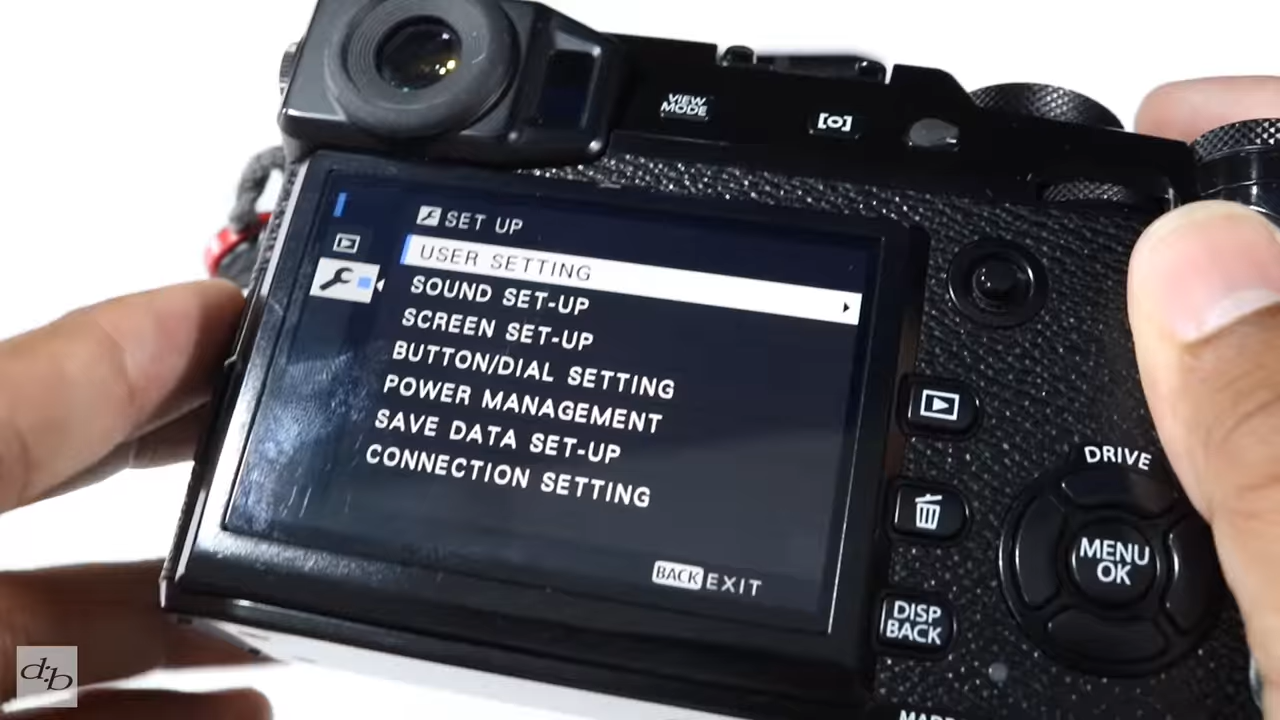 VIEW
MODE
[O]
SET UP
USER SETTING
SOUND SET-UP
SCREEN SET-UP
BUTTON/DIAL SETTING
POWER MANAGEMENT
SAVE DATA SET-UP
CONNECTION SETTING
BACK EXIT
DRIVE
MENU
OK
DISP
BACK
d:b